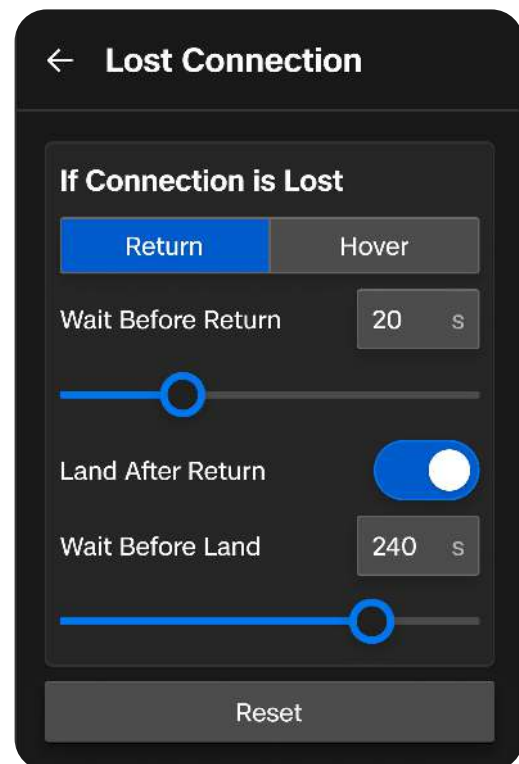 Lost Connection
If Connection is Lost
Return Hover
Wait Before Return 20 s
Land After Return
Wait Before Land 240 s
Reset